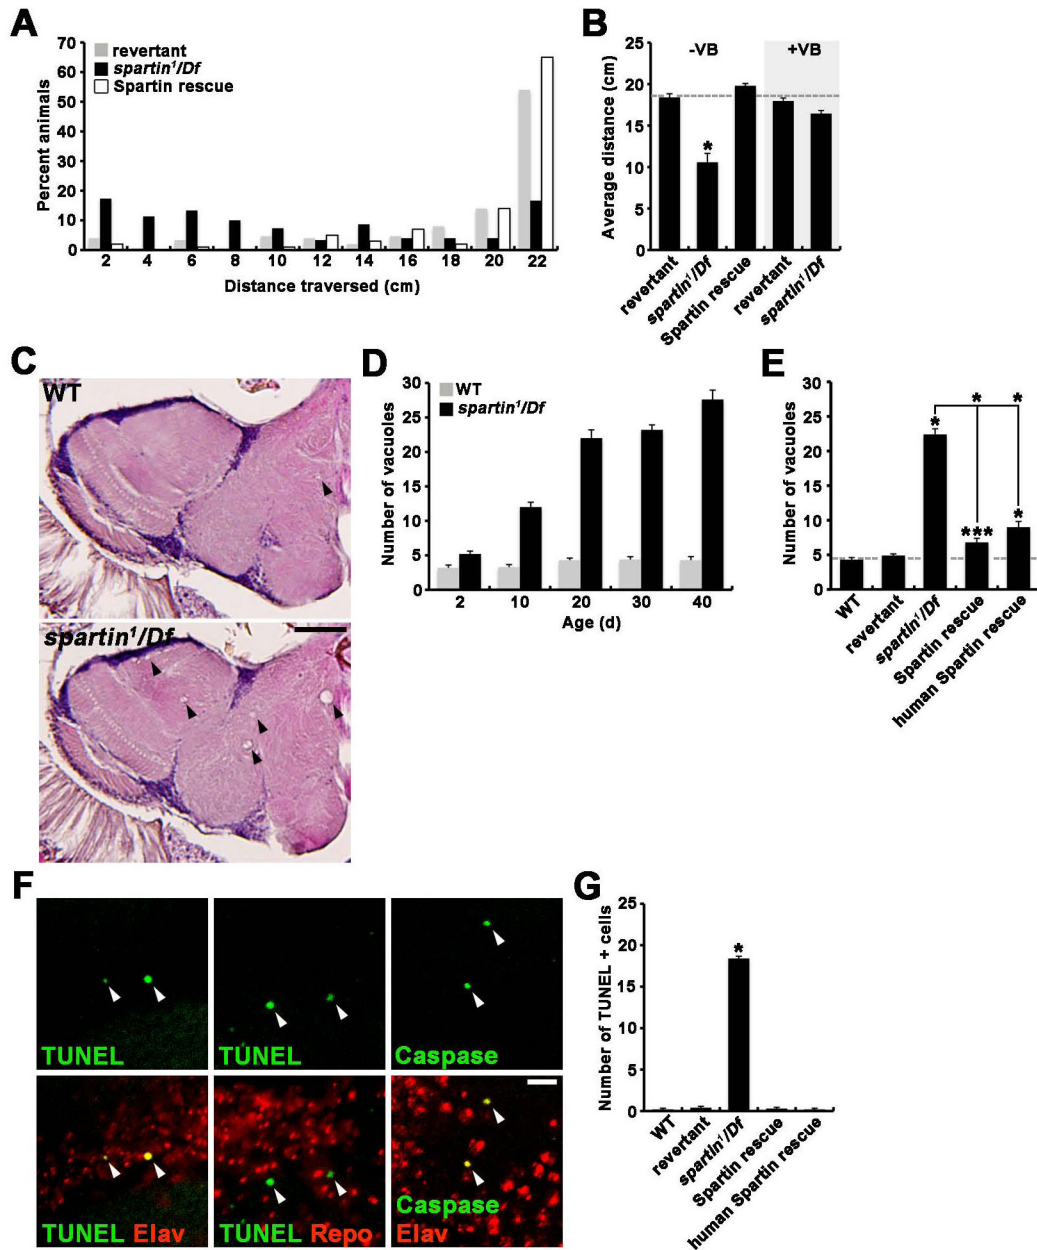 A
70
60
50
40
30
20
10
0
Percent animals
revertant
spartin¹/Df
Spartin rescue
2 4 6 8 10 12 14 16 18 20 22
Distance traversed (cm)
B
25
20
15
10
5
0
Average distance (cm)
-VB
+VB
*
revertant
spartin¹/Df
Spartin rescue
revertant
spartin¹/Df
C
WT
spartin¹/Df
D
30
25
20
15
10
5
0
Number of vacuoles
WT
spartin¹/Df
2 10 20 30 40
Age (d)
E
30
25
20
15
10
5
0
Number of vacuoles
* *
*
***
*
WT
revertant
spartin¹/Df
Spartin rescue
human Spartin rescue
F
TUNEL
TUNEL
Caspase
TUNEL Elav
TUNEL Repo
Caspase
Elav
G
25
20
15
10
5
0
Number of TUNEL + cells
*
WT
revertant
spartin¹/Df
Spartin rescue
human Spartin rescue